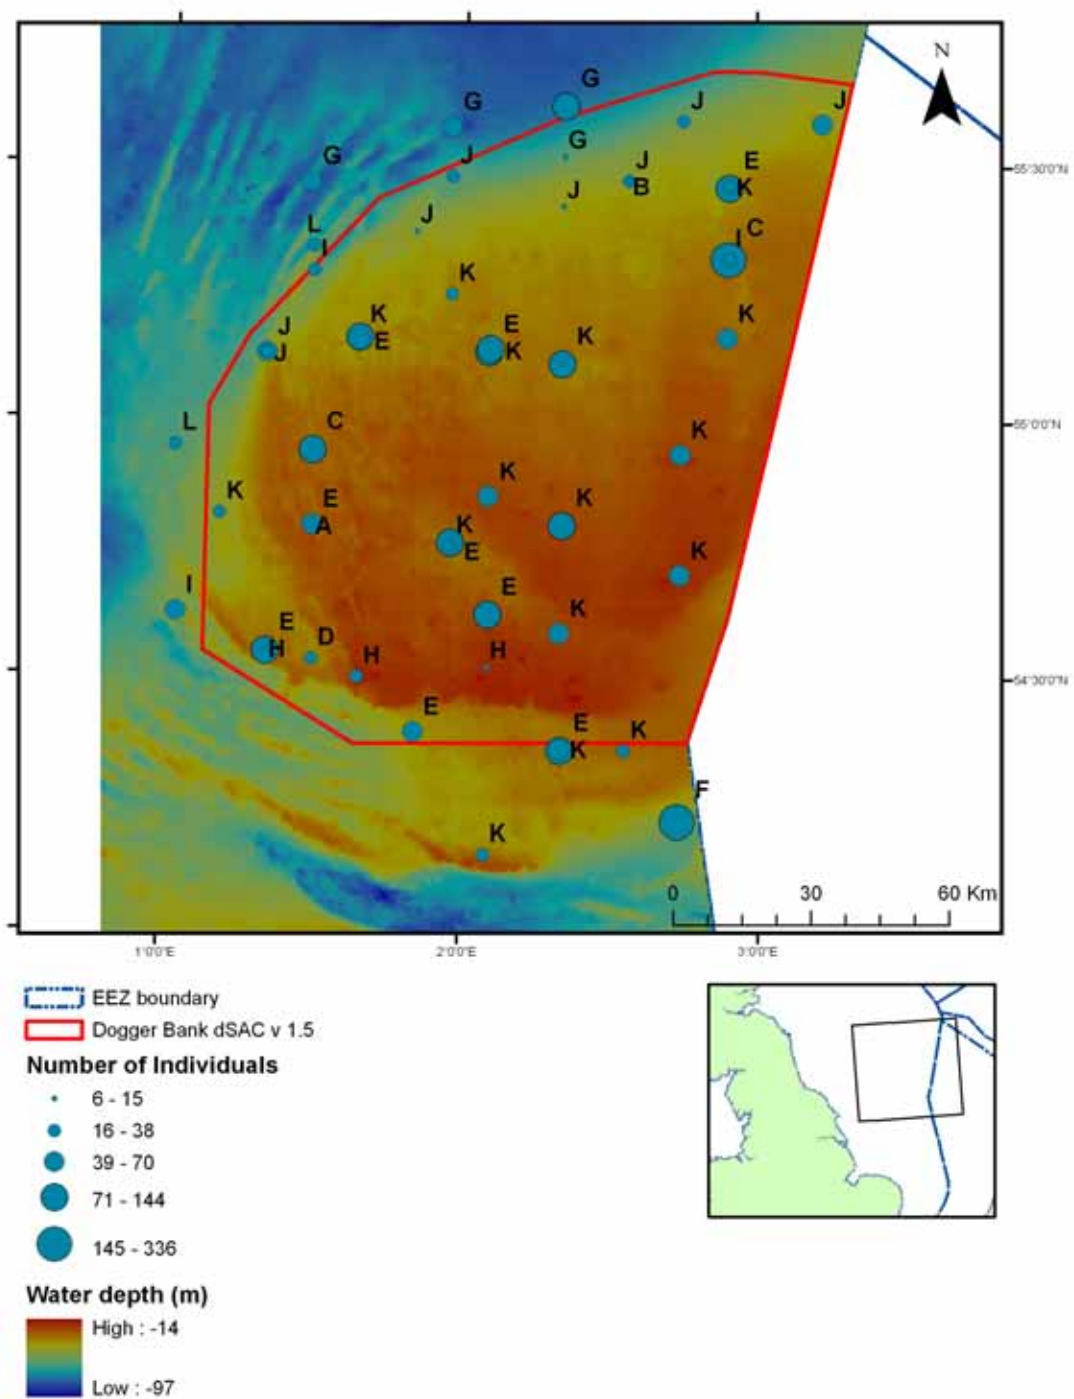 N
G
G
J
J
G
G
J
J
E
J
B
K
J
J
L
I
C
I
K
J
K
E
K
K
E
J
E
K
C
L
K
K
K
E
K
A
K
E
K
I
E
K
E
D
H
H
H
E
E
K
K
F
K
55°30'0"N
55°0'0"N
54°30'0"N
0 30 60 Km
1°0'0"E 2°0'0"E 3°0'0"E
EEZ boundary
Dogger Bank dSAC v 1.5
Number of Individuals
6 - 15
16 - 38
39 - 70
71 - 144
145 - 336
Water depth (m)
High : -14
Low : -97